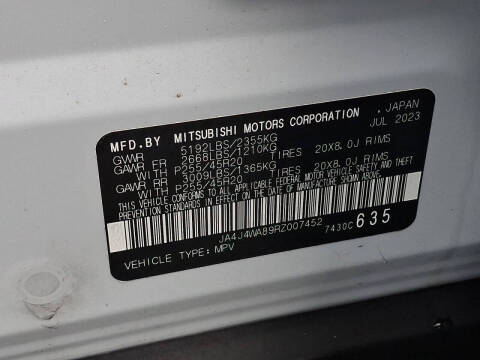 MFD.BY MITSUBISHI MOTORS CORPORATION , JAPAN
GVWR 5192LBS/2355KG JUL 2023
GAWR FR 2668LBS/1210KG
WITH P255/45R20 TIRES 20X8.0J RIMS
GAWR RR 3009LBS/1365KG
WITH P255/45R20 TIRES 20X8.0J RIMS
THIS VEHICLE CONFORMS TO ALL APPLICABLE FEDERAL MOTOR VEHICLE SAFETY, BUMPER, AND THEFT
PREVENTION STANDARDS IN EFFECT ON THE DATE OF MANUFACTURE SHOWN ABOVE.
JA4J4WA89RZ007452 7430C 635
VEHICLE TYPE: MPV